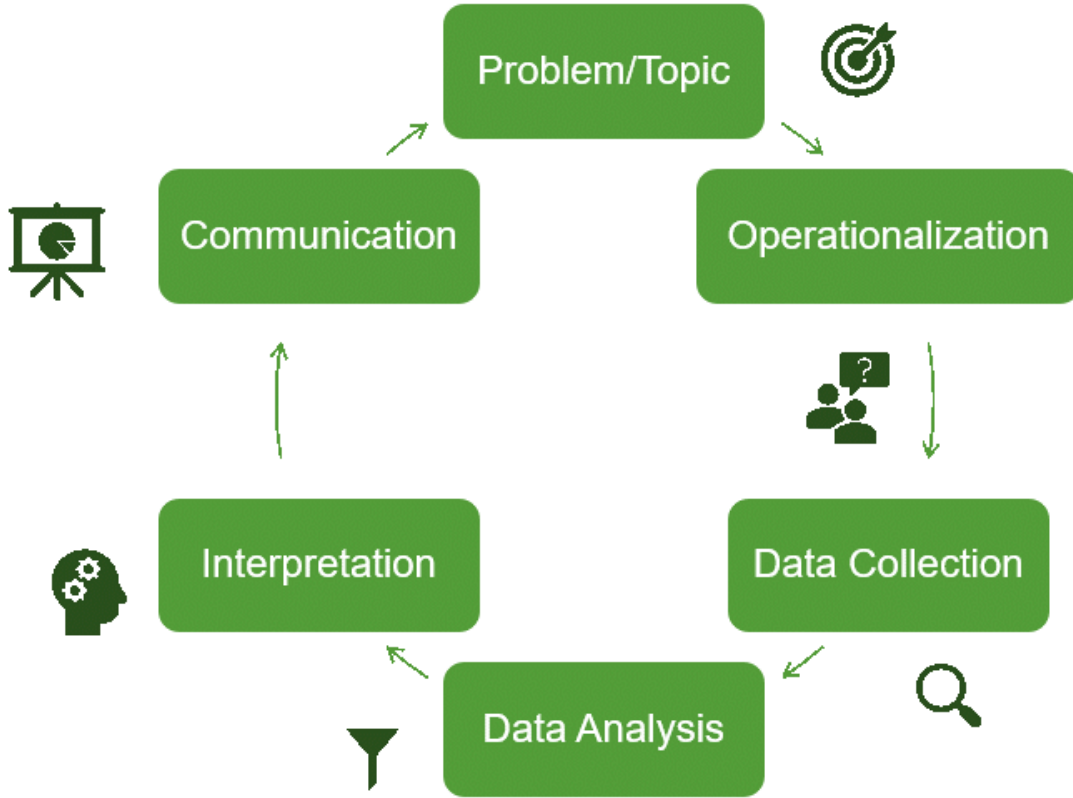 Problem/Topic
Operationalization
?
Data Collection
Data Analysis
Interpretation
Communication